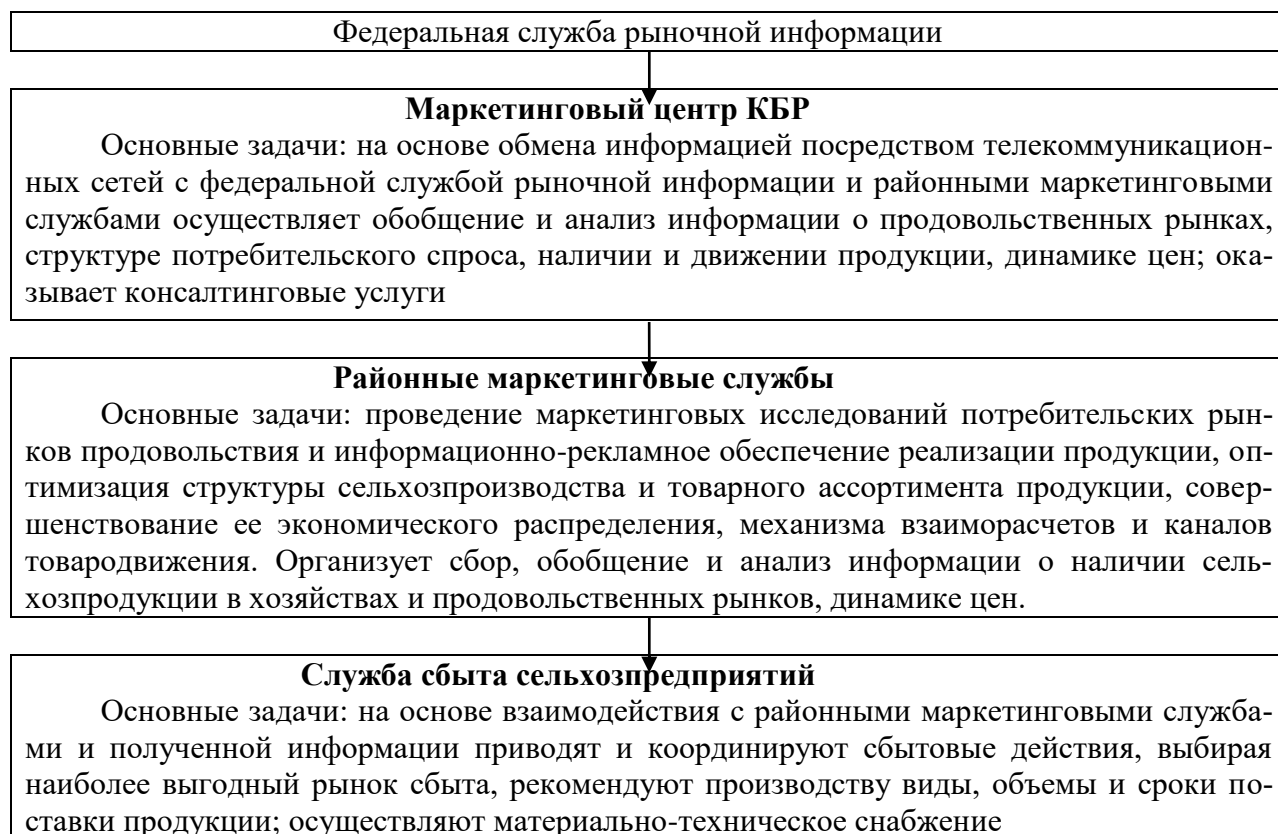 Федеральная служба рыночной информации
Маркетинговый центр КБР
Основные задачи: на основе обмена информацией посредством телекоммуникацион-
ных сетей с федеральной службой рыночной информации и районными маркетинговыми
службами осуществляет обобщение и анализ информации о продовольственных рынках,
структуре потребительского спроса, наличии и движении продукции, динамике цен; ока-
зывает консалтинговые услуги
Районные маркетинговые службы
Основные задачи: проведение маркетинговых исследований потребительских рын-
ков продовольствия и информационно-рекламное обеспечение реализации продукции, оп-
тимизация структуры сельхозпроизводства и товарного ассортимента продукции, совер-
шенствование ее экономического распределения, механизма взаиморасчетов и каналов
товародвижения. Организует сбор, обобщение и анализ информации о наличии сель-
хозпродукции в хозяйствах и продовольственных рынков, динамике цен.
Служба сбыта сельхозпредприятий
Основные задачи: на основе взаимодействия с районными маркетинговыми служба-
ми и полученной информации приводят и координируют сбытовые действия, выбирая
наиболее выгодный рынок сбыта, рекомендуют производству виды, объемы и сроки по-
ставки продукции; осуществляют материально-техническое снабжение